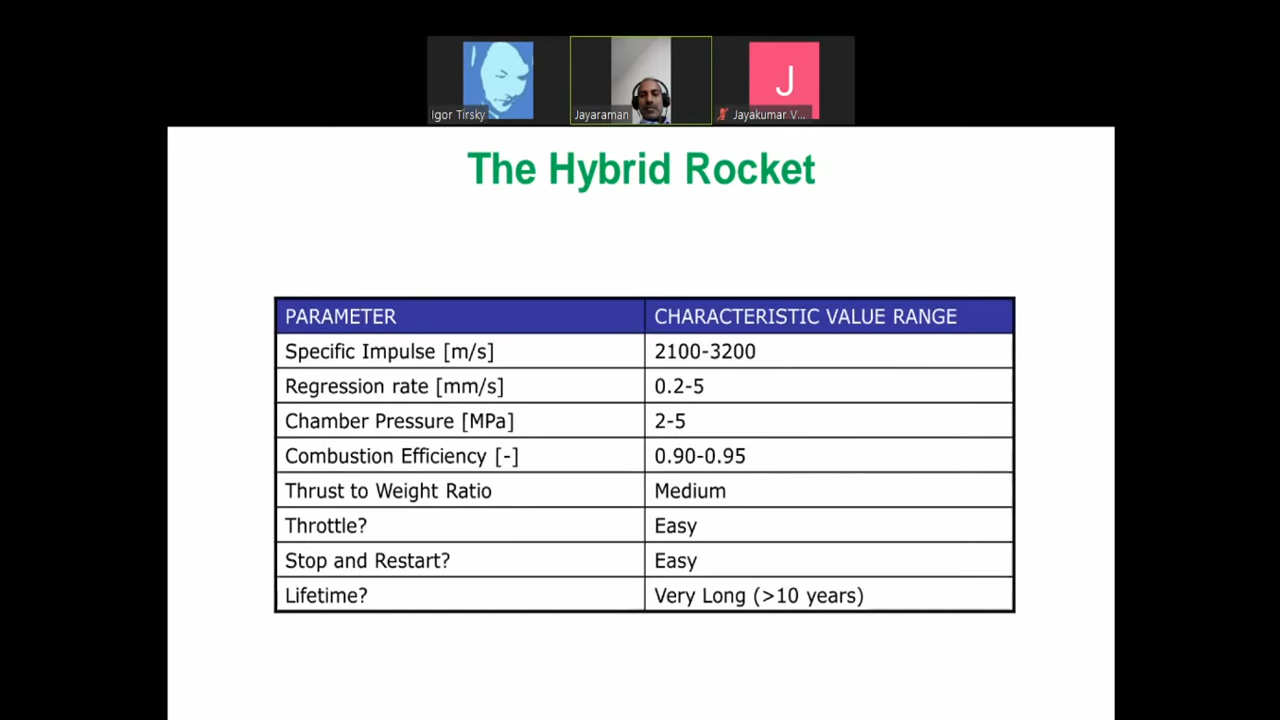 Igor Tirsky
Jayaraman
J
Jayakumar V...
The Hybrid Rocket
PARAMETER CHARACTERISTIC VALUE RANGE
Specific Impulse [m/s] 2100-3200
Regression rate [mm/s] 0.2-5
Chamber Pressure [MPa] 2-5
Combustion Efficiency [-] 0.90-0.95
Thrust to Weight Ratio Medium
Throttle? Easy
Stop and Restart? Easy
Lifetime? Very Long (>10 years)